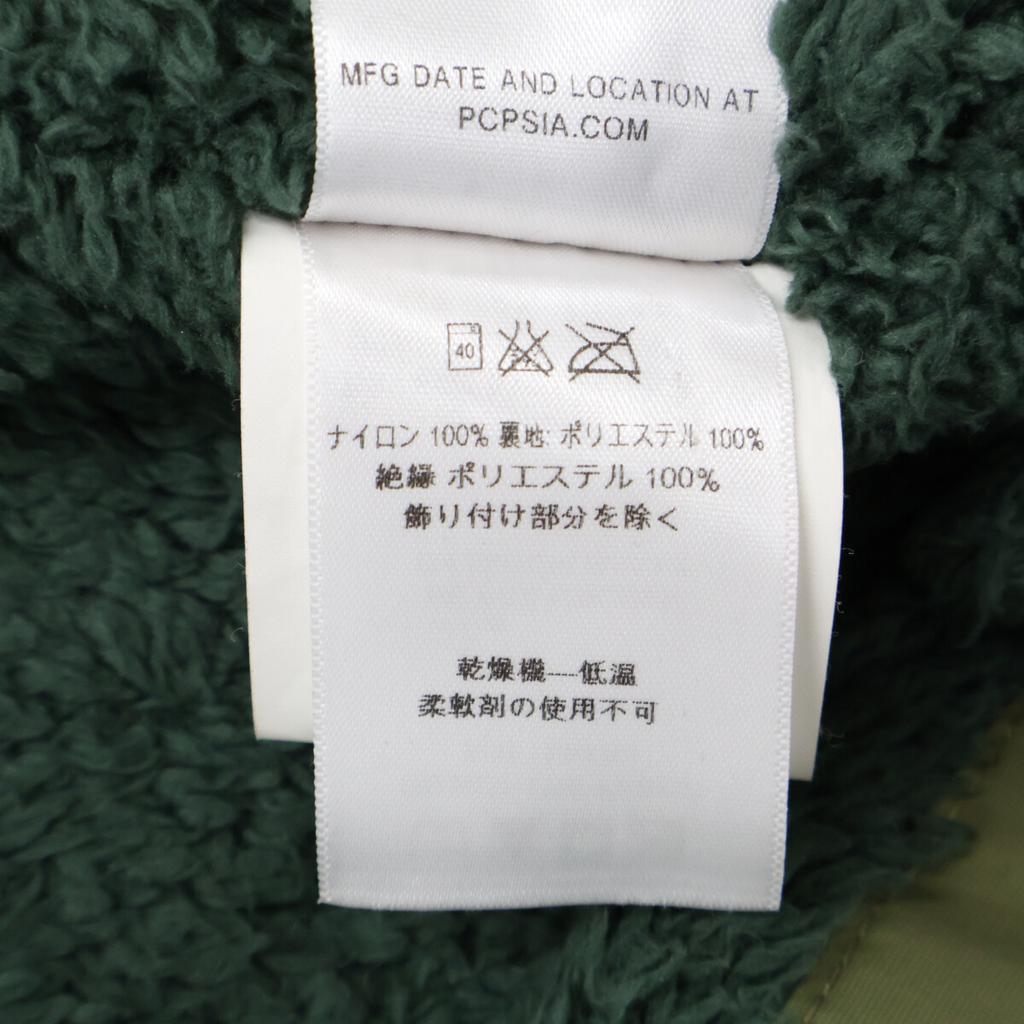 MFG DATE AND LOCATION AT
PCPSIA.COM
40
ナイロン 100% 裏地: ポリエステル 100%
絶縁 ポリエステル 100%
飾り付け部分を除く
乾燥機―低温
柔軟剤の使用不可